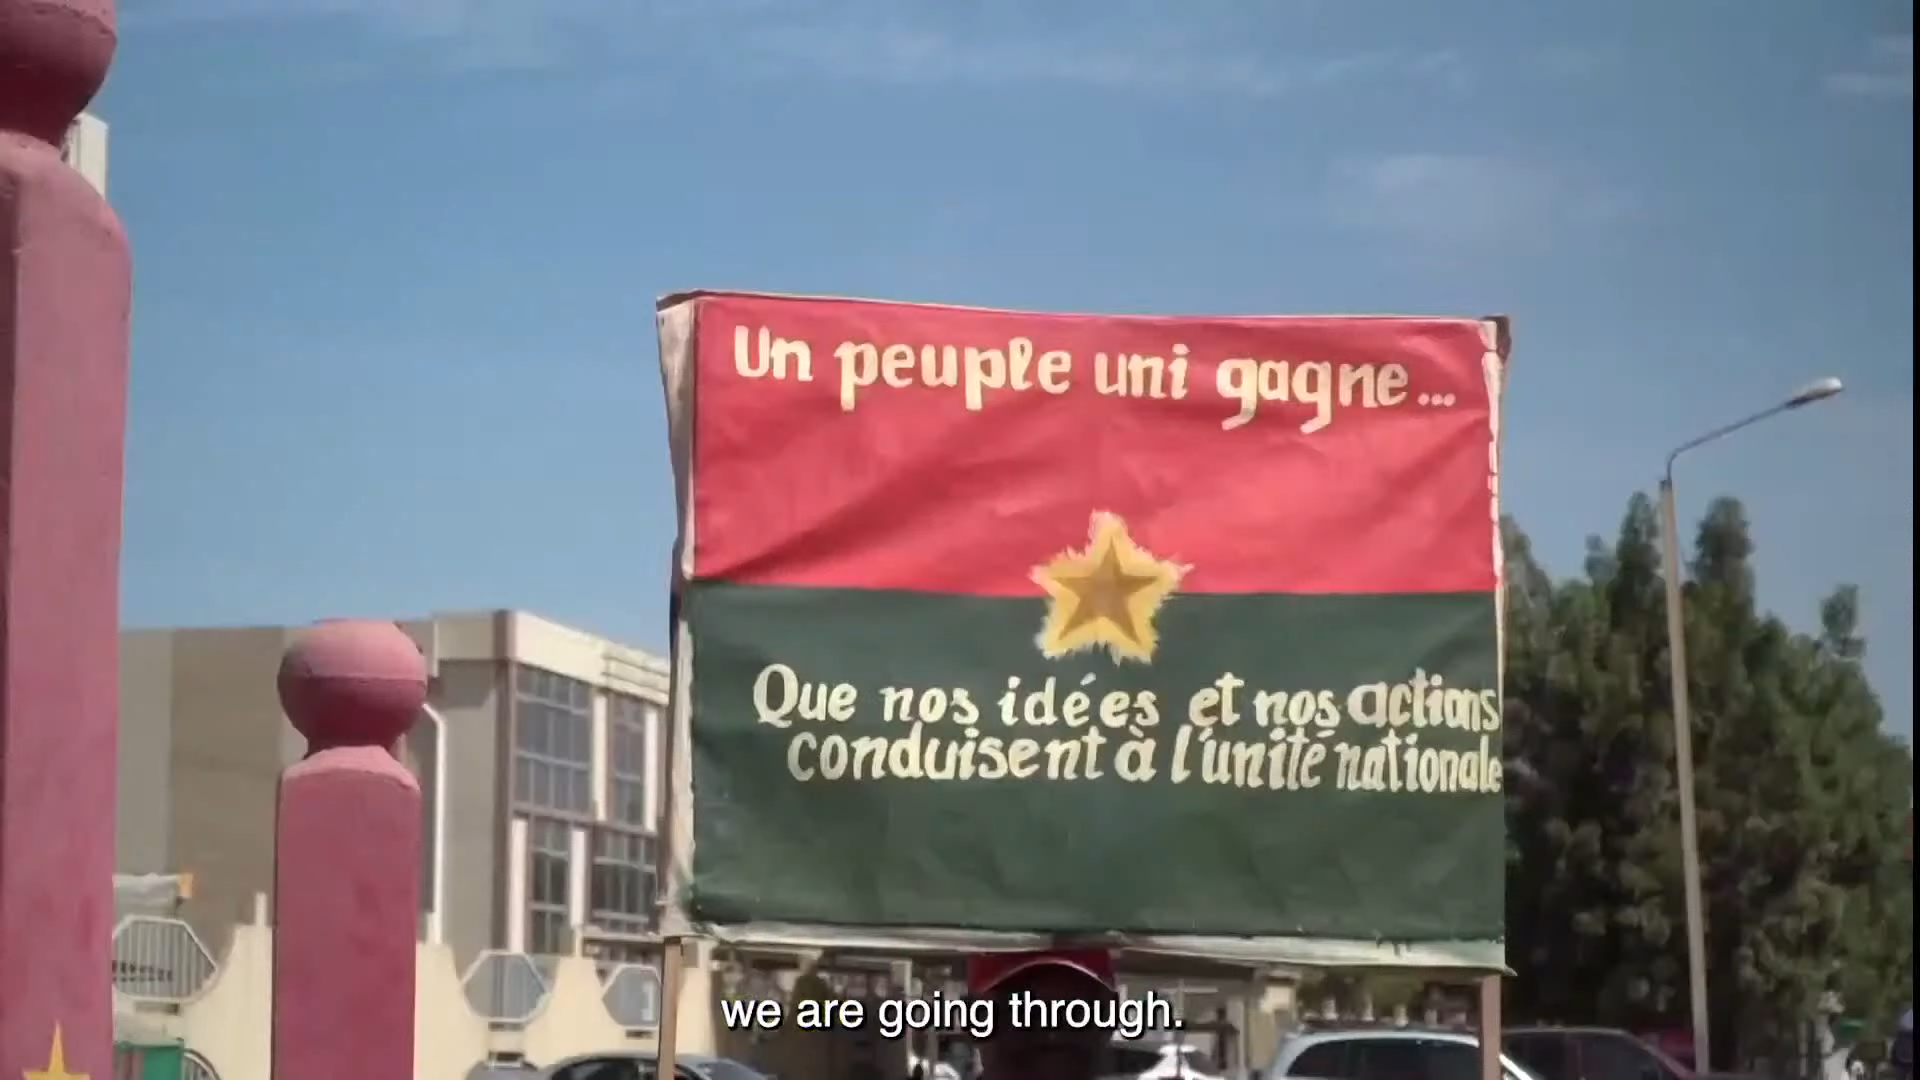 Un peuple uni gagne...
Que nos idées et nos actions
conduisent à l'unité nationale
we are going through.